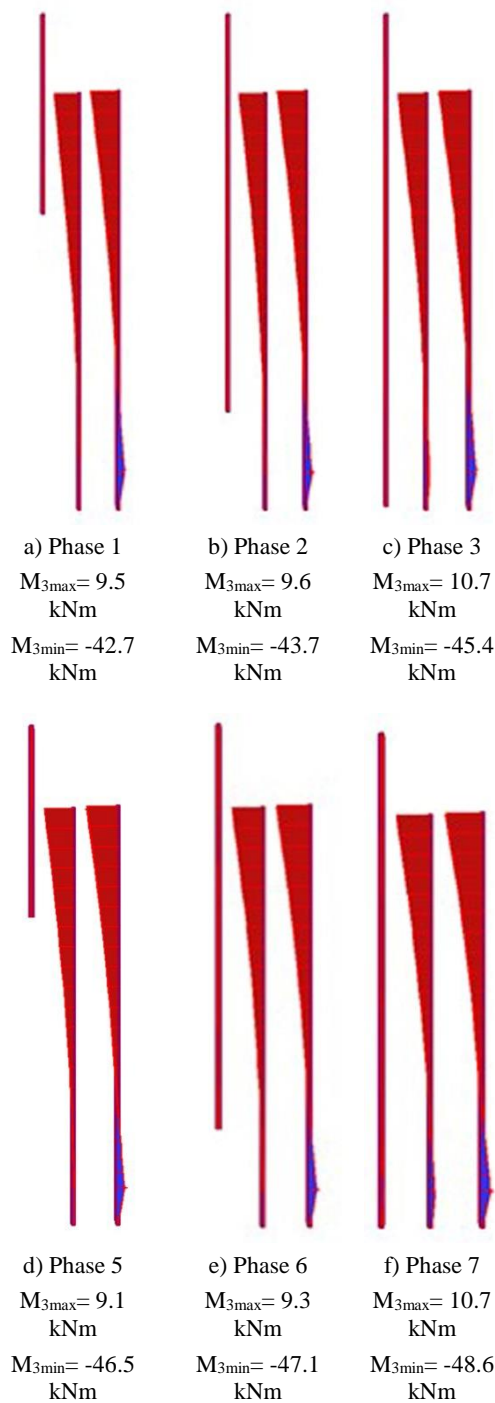 a) Phase 1
M3max= 9.5
kNm
M3min= -42.7
kNm
b) Phase 2
M3max= 9.6
kNm
M3min= -43.7
kNm
c) Phase 3
M3max= 10.7
kNm
M3min= -45.4
kNm
d) Phase 5
M3max= 9.1
kNm
M3min= -46.5
kNm
e) Phase 6
M3max= 9.3
kNm
M3min= -47.1
kNm
f) Phase 7
M3max= 10.7
kNm
M3min= -48.6
kNm